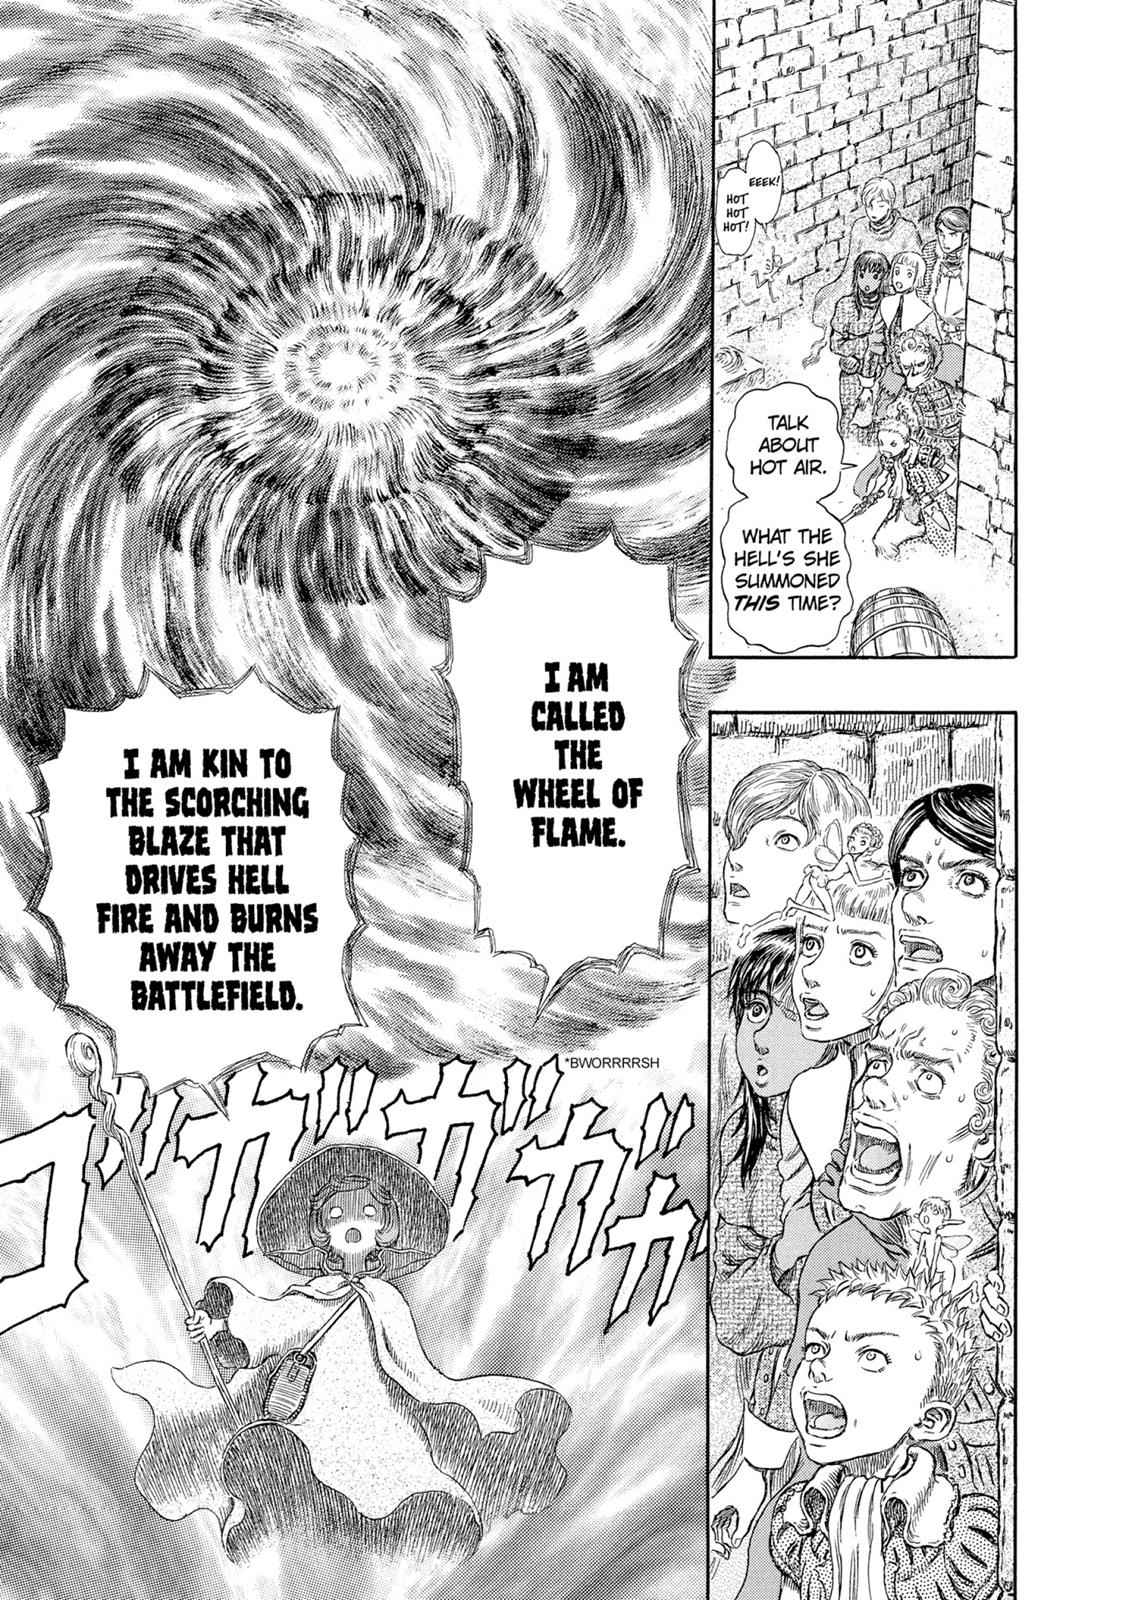 EEEK!
HOT
HOT
HOT!
TALK
ABOUT
HOT AIR.
WHAT THE
HELL'S SHE
SUMMONED
THIS TIME?
I AM
CALLED
THE
WHEEL OF
FLAME.
I AM KIN TO
THE SCORCHING
BLAZE THAT
DRIVES HELL
FIRE AND BURNS
AWAY THE
BATTLEFIELD.
*BWORRRRSH
ゴガガガガガ